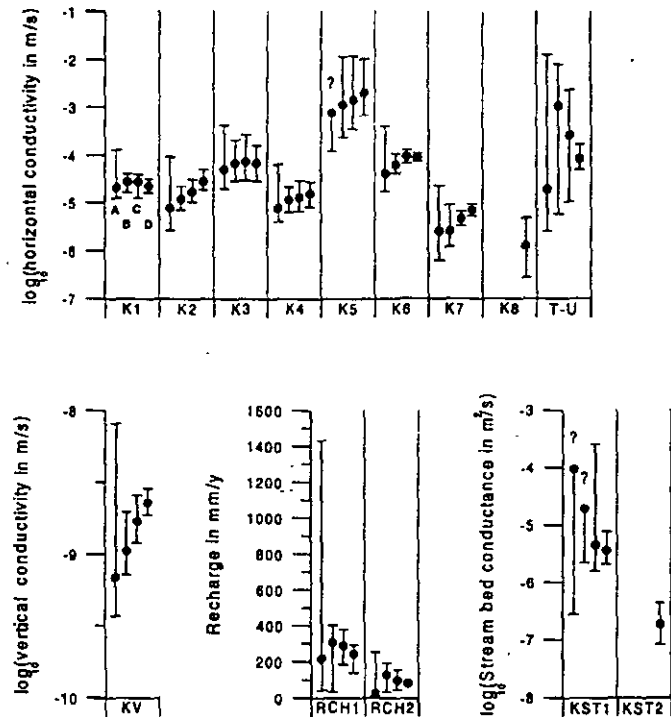 log10(horizontal conductivity in m/s)
-1
-2
-3
-4
-5
-6
-7
?
A
B
C
D
K1 K2 K3 K4 K5 K6 K7 K8 T-U
log10(vertical conductivity in m/s)
-8
-9
-10
KV
Recharge in mm/y
1600
1400
1200
1000
800
600
400
200
0
RCH1 RCH2
log10(Stream bed conductance in m²/s)
-3
-4
-5
-6
-7
-8
?
?
KST1 KST2